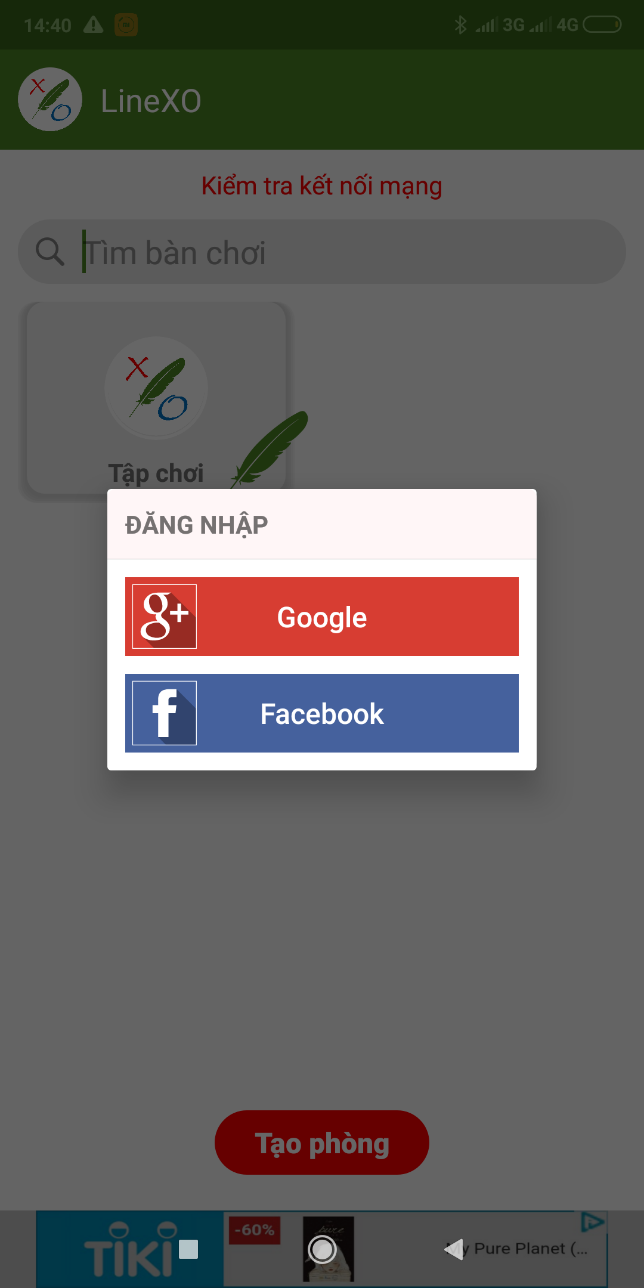 14:40 3G 4G
LineXO
Kiểm tra kết nối mạng
Tìm bàn chơi
X
O
Tập chơi
ĐĂNG NHẬP
g+ Google
f Facebook
Tạo phòng
TIKI -60% My Pure Planet (...